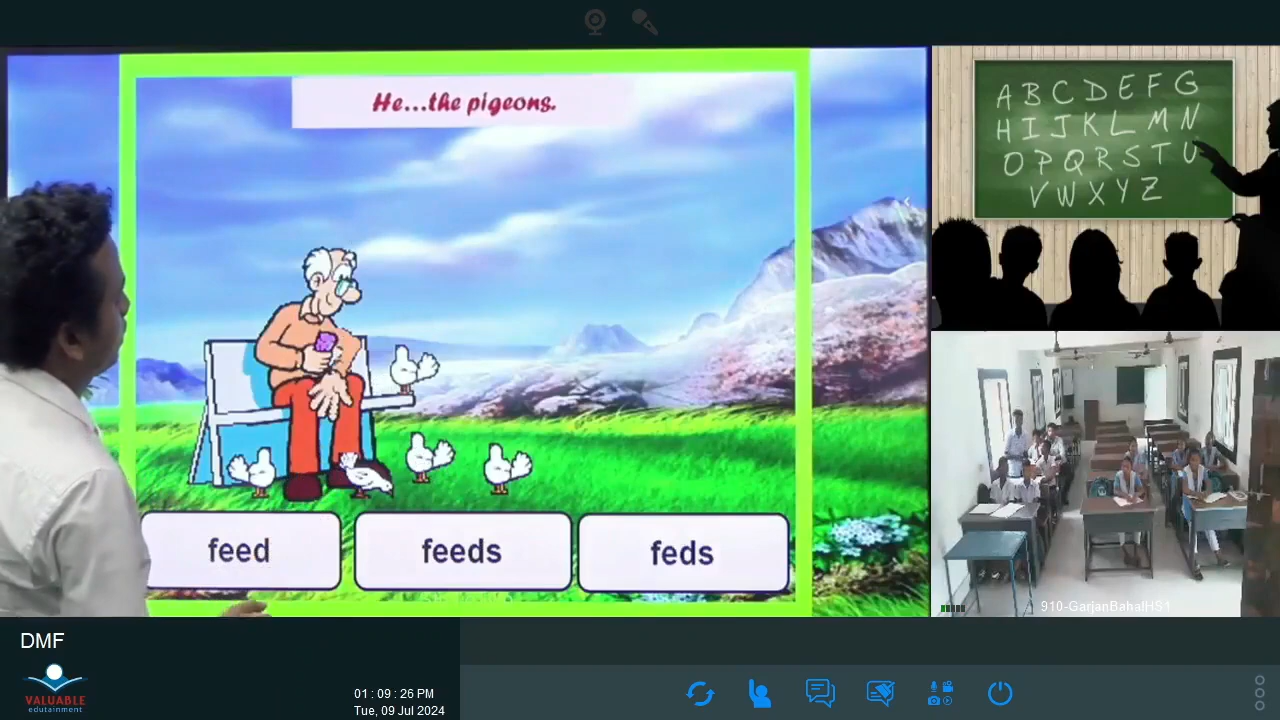 He...the pigeons.
feed
feeds
feds
A B C D E F G
H I J K L M N
O P Q R S T U
V W X Y Z
910-GarjanBahalHS1
DMF
VALUABLE
edutainment
01 : 09 : 26 PM
Tue, 09 Jul 2024